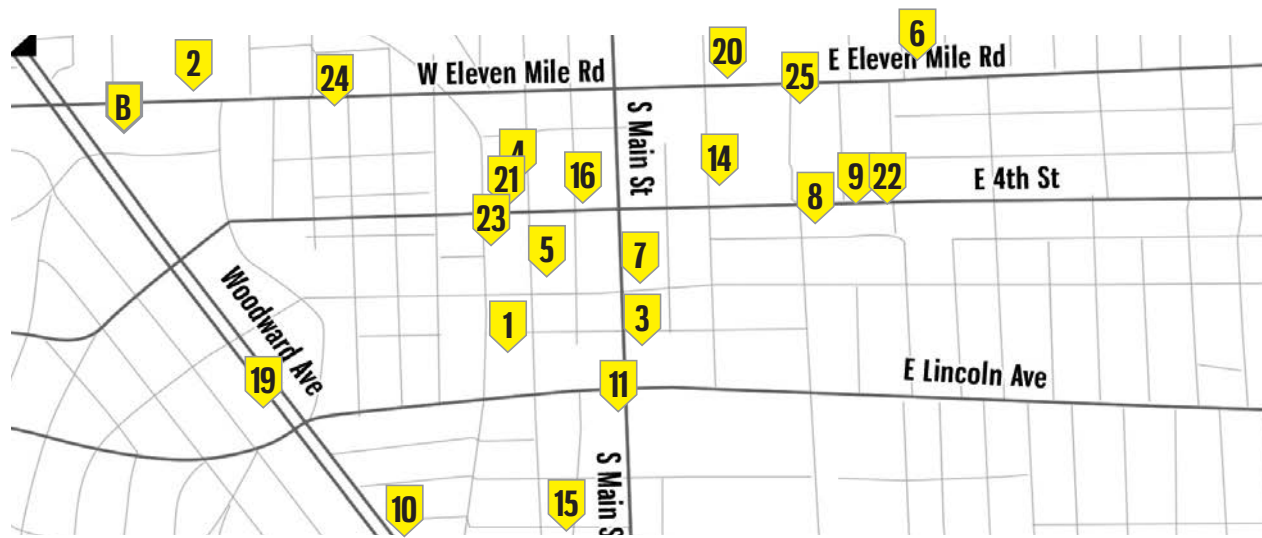 6
2
20
E Eleven Mile Rd
W Eleven Mile Rd
24
25
B
S Main St
4
14
16
21
9
22
E 4th St
8
23
5
7
Woodward Ave
1
3
19
11
E Lincoln Ave
S Main S
10
15